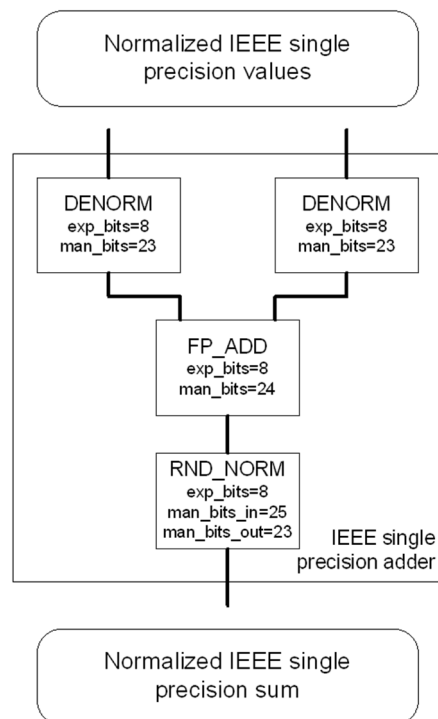 Normalized IEEE single
precision values
DENORM
exp_bits=8
man_bits=23
DENORM
exp_bits=8
man_bits=23
FP_ADD
exp_bits=8
man_bits=24
RND_NORM
exp_bits=8
man_bits_in=25
man_bits_out=23
IEEE single
precision adder
Normalized IEEE single
precision sum